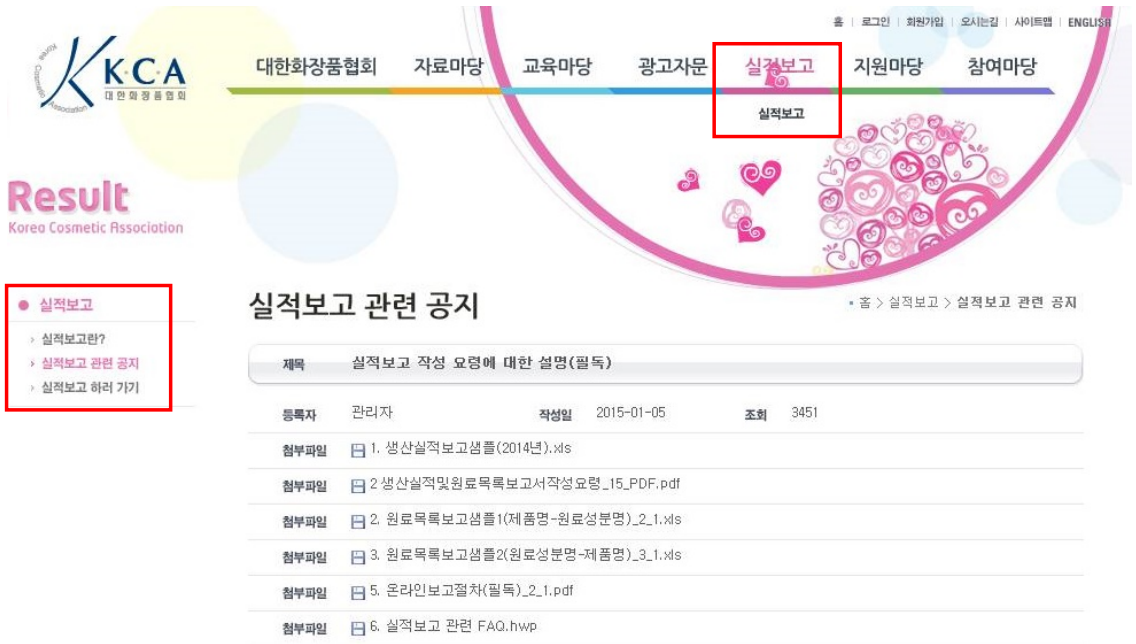 홈 | 로그인 | 회원가입 | 오시는길 | 사이트맵 | ENGLISH
Korea Cosmetic Association
K·C·A
대한화장품협회
대한화장품협회 자료마당 교육마당 광고자문 실적보고 지원마당 참여마당
실적보고
Result
Korea Cosmetic Association
실적보고
실적보고란?
실적보고 관련 공지
실적보고 하러 가기
실적보고 관련 공지
홈 > 실적보고 > 실적보고 관련 공지
제목 실적보고 작성 요령에 대한 설명(필독)
등록자 관리자 작성일 2015-01-05 조회 3451
첨부파일 1. 생산실적보고샘플(2014년).xls
첨부파일 2 생산실적및원료목록보고서작성요령_15_PDF.pdf
첨부파일 2. 원료목록보고샘플1(제품명-원료성분명)_2_1.xls
첨부파일 3. 원료목록보고샘플2(원료성분명-제품명)_3_1.xls
첨부파일 5. 온라인보고절차(필독)_2_1.pdf
첨부파일 6. 실적보고 관련 FAQ.hwp